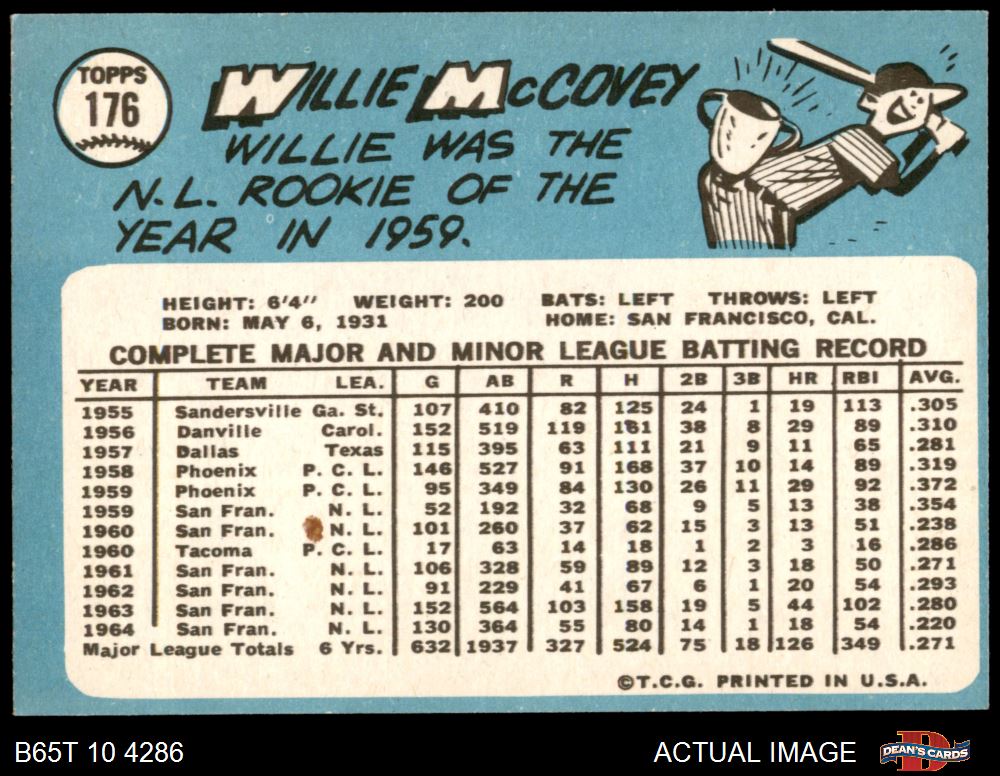 TOPPS
176
WILLIE McCOVEY
WILLIE WAS THE
N.L. ROOKIE OF THE
YEAR IN 1959.
HEIGHT: 6'4" WEIGHT: 200 BATS: LEFT THROWS: LEFT
BORN: MAY 6, 1931 HOME: SAN FRANCISCO, CAL.
COMPLETE MAJOR AND MINOR LEAGUE BATTING RECORD
YEAR TEAM LEA. G AB R H 2B 3B HR RBI AVG.
1955 Sandersville Ga. St. 107 410 82 125 24 1 19 113 .305
1956 Danville Carol. 152 519 119 161 38 8 29 89 .310
1957 Dallas Texas 115 395 63 111 21 9 11 65 .281
1958 Phoenix P. C. L. 146 527 91 168 37 10 14 89 .319
1959 Phoenix P. C. L. 95 349 84 130 26 11 29 92 .372
1959 San Fran. N. L. 52 192 32 68 9 5 13 38 .354
1960 San Fran. N. L. 101 260 37 62 15 3 13 51 .238
1960 Tacoma P. C. L. 17 63 14 18 1 2 3 16 .286
1961 San Fran. N. L. 106 328 59 89 12 3 18 50 .271
1962 San Fran. N. L. 91 229 41 67 6 1 20 54 .293
1963 San Fran. N. L. 152 564 103 158 19 5 44 102 .280
1964 San Fran. N. L. 130 364 55 80 14 1 18 54 .220
Major League Totals 6 Yrs. 632 1937 327 524 75 18 126 349 .271
©T.C.G. PRINTED IN U.S.A.
B65T 10 4286 ACTUAL IMAGE DEAN'S CARDS